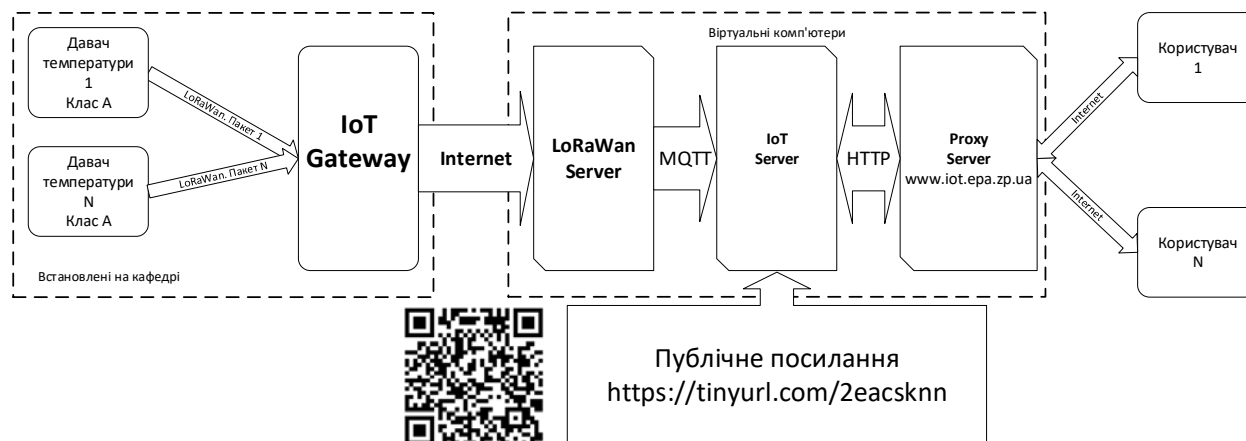 Давач
температури
1
Клас А
Давач
температури
N
Клас А
LoRaWan. Пакет 1
LoRaWan. Пакет N
IoT
Gateway
Встановлені на кафедрі
Internet
Віртуальні комп'ютери
LoRaWan
Server
MQTT
IoT
Server
HTTP
Proxy
Server
www.iot.epa.zp.ua
Internet
Internet
Користувач
1
Користувач
N
Публічне посилання
https://tinyurl.com/2eacsknn